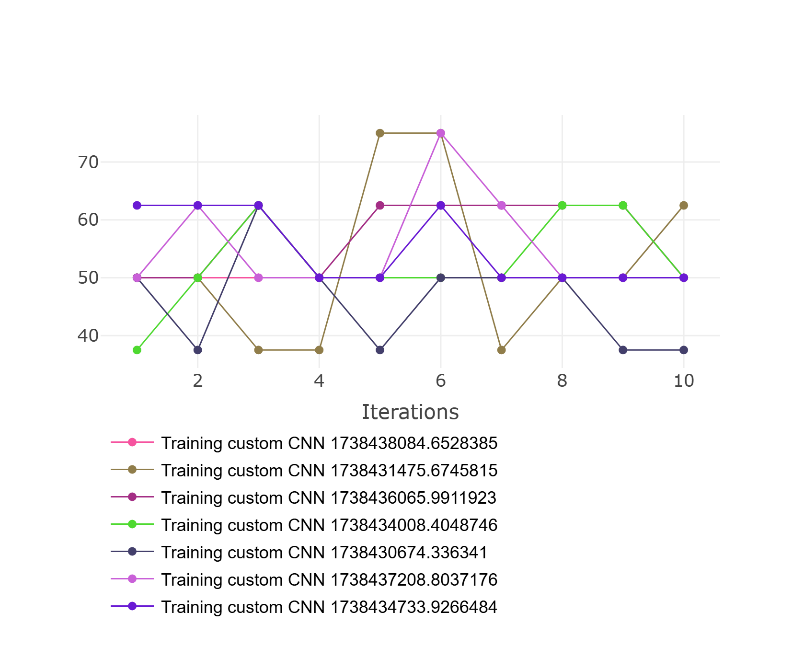 70
60
50
40
2 4 6 8 10
Iterations
Training custom CNN 1738438084.6528385
Training custom CNN 1738431475.6745815
Training custom CNN 1738436065.9911923
Training custom CNN 1738434008.4048746
Training custom CNN 1738430674.336341
Training custom CNN 1738437208.8037176
Training custom CNN 1738434733.9266484